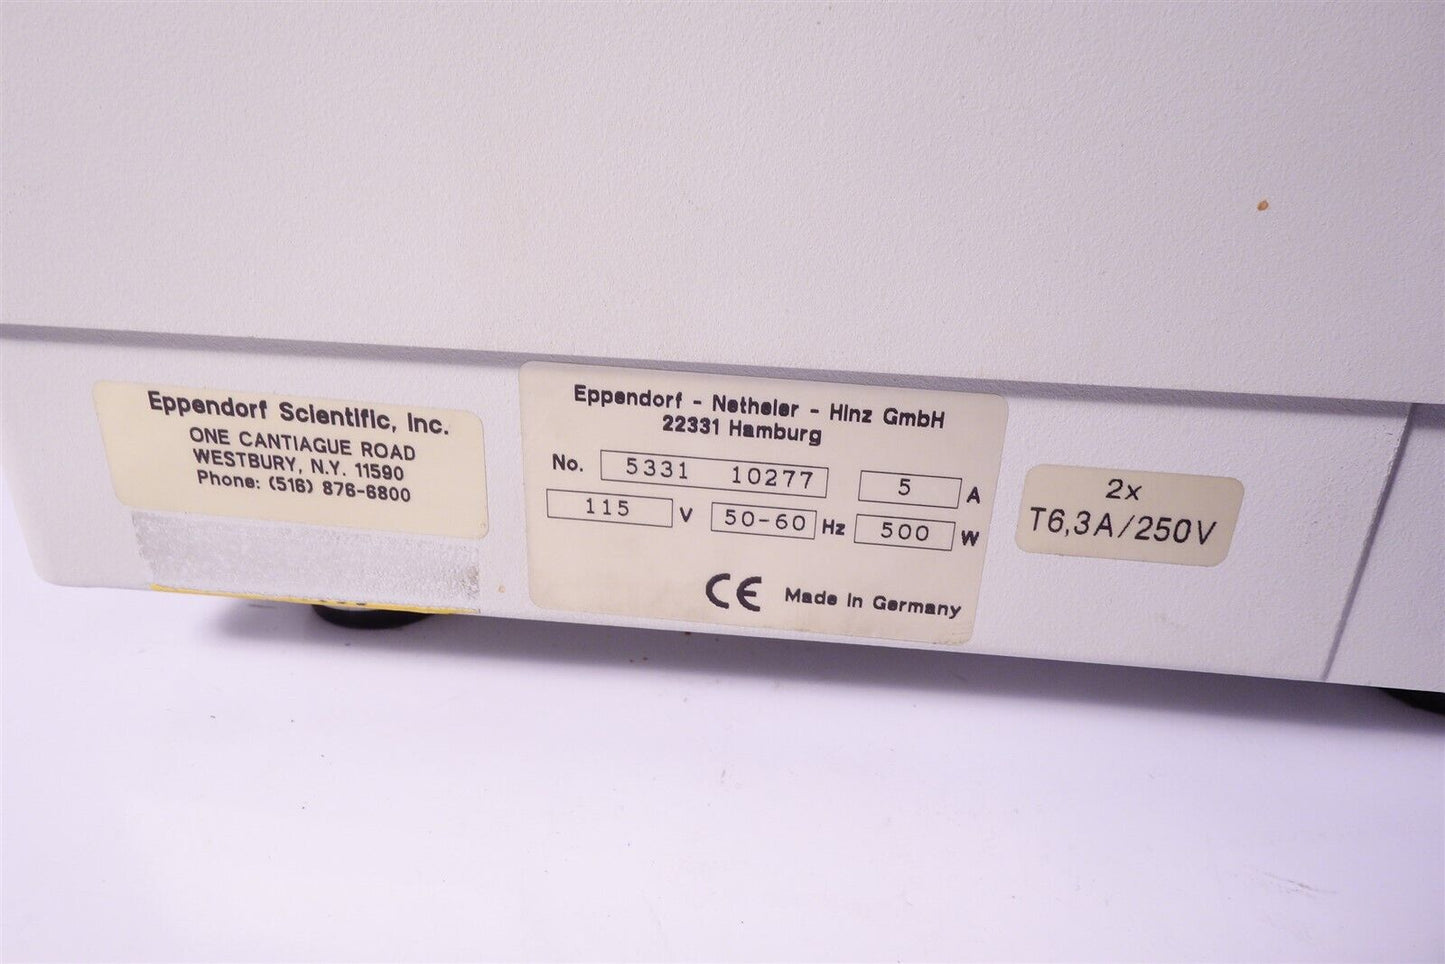 Eppendorf Scientific, Inc.
ONE CANTIAGUE ROAD
WESTBURY, N.Y. 11590
Phone: (516) 876-6800
Eppendorf - Netheler - Hinz GmbH
22331 Hamburg
No. 5331 10277 5 A
115 V 50-60 Hz 500 W
CE Made in Germany
2x
T6,3A/250V